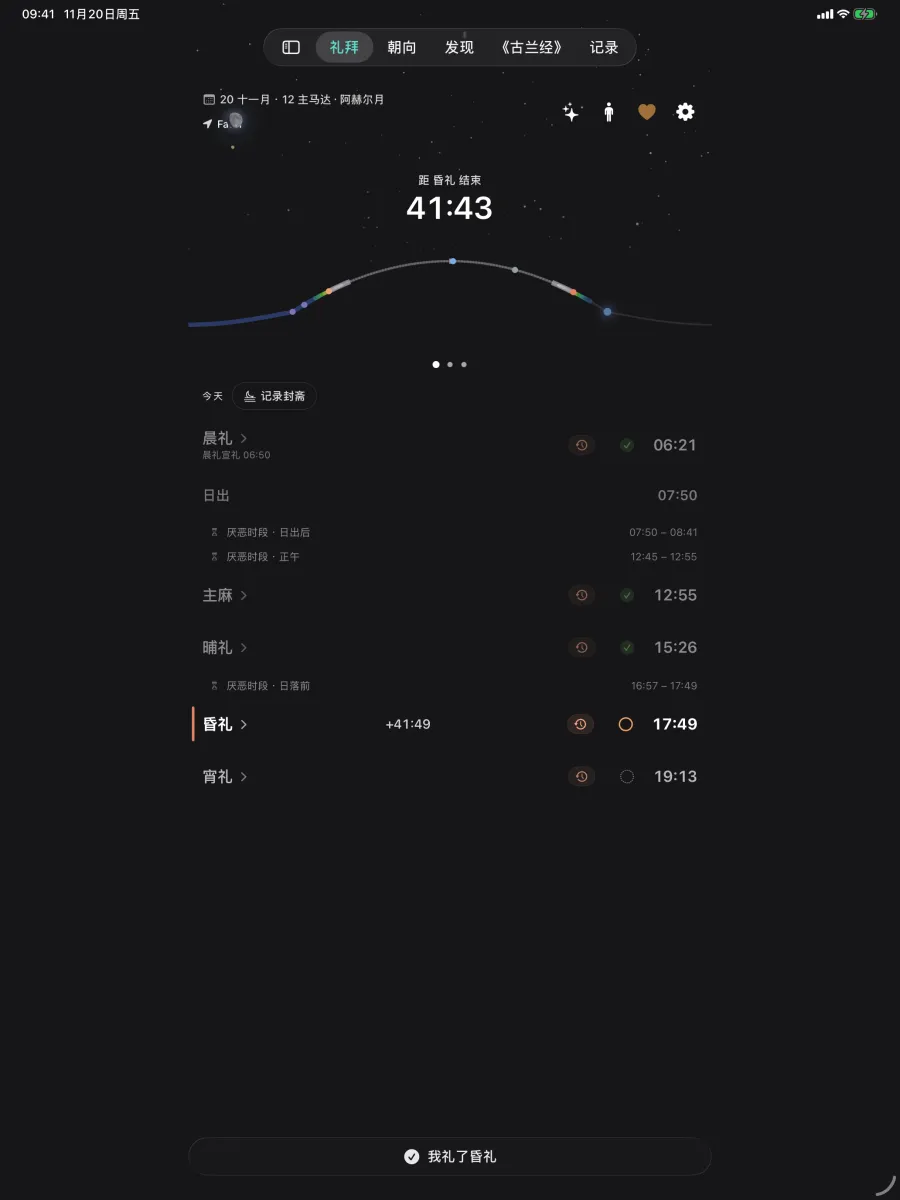 09:41 11月20日周五
礼拜 朝向 发现 《古兰经》 记录
20 十一月 · 12 主马达 · 阿赫尔月
距 昏礼 结束
41:43
今天 记录封斋
晨礼 06:21
晨礼宣礼 06:50
日出 07:50
厌恶时段 · 日出后 07:50 – 08:41
厌恶时段 · 正午 12:45 – 12:55
主麻 12:55
晡礼 15:26
厌恶时段 · 日落前 16:57 – 17:49
昏礼 +41:49 17:49
宵礼 19:13
我礼了昏礼